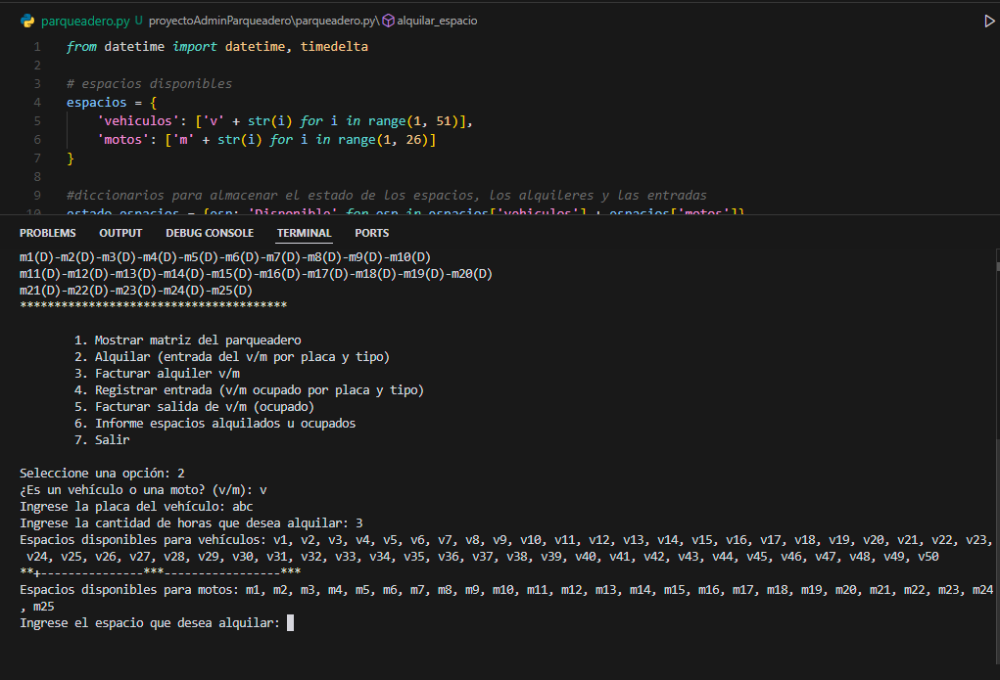 parqueadero.py U proyectoAdminParqueadero\parqueadero.py\alquilar_espacio
1 from datetime import datetime, timedelta
2
3 # espacios disponibles
4 espacios = {
5 'vehiculos': ['v' + str(i) for i in range(1, 51)],
6 'motos': ['m' + str(i) for i in range(1, 26)]
7 }
8
9 #diccionarios para almacenar el estado de los espacios, los alquileres y las entradas
10 estado_espacios = {esp: 'Disponible' for esp in espacios['vehiculos'] + espacios['motos']}
PROBLEMS OUTPUT DEBUG CONSOLE TERMINAL PORTS
m1(D)-m2(D)-m3(D)-m4(D)-m5(D)-m6(D)-m7(D)-m8(D)-m9(D)-m10(D)
m11(D)-m12(D)-m13(D)-m14(D)-m15(D)-m16(D)-m17(D)-m18(D)-m19(D)-m20(D)
m21(D)-m22(D)-m23(D)-m24(D)-m25(D)
***************************************
1. Mostrar matriz del parqueadero
2. Alquilar (entrada del v/m por placa y tipo)
3. Facturar alquiler v/m
4. Registrar entrada (v/m ocupado por placa y tipo)
5. Facturar salida de v/m (ocupado)
6. Informe espacios alquilados u ocupados
7. Salir
Seleccione una opción: 2
¿Es un vehículo o una moto? (v/m): v
Ingrese la placa del vehículo: abc
Ingrese la cantidad de horas que desea alquilar: 3
Espacios disponibles para vehículos: v1, v2, v3, v4, v5, v6, v7, v8, v9, v10, v11, v12, v13, v14, v15, v16, v17, v18, v19, v20, v21, v22, v23,
v24, v25, v26, v27, v28, v29, v30, v31, v32, v33, v34, v35, v36, v37, v38, v39, v40, v41, v42, v43, v44, v45, v46, v47, v48, v49, v50
**+---------------***-----------------***
Espacios disponibles para motos: m1, m2, m3, m4, m5, m6, m7, m8, m9, m10, m11, m12, m13, m14, m15, m16, m17, m18, m19, m20, m21, m22, m23, m24
, m25
Ingrese el espacio que desea alquilar: